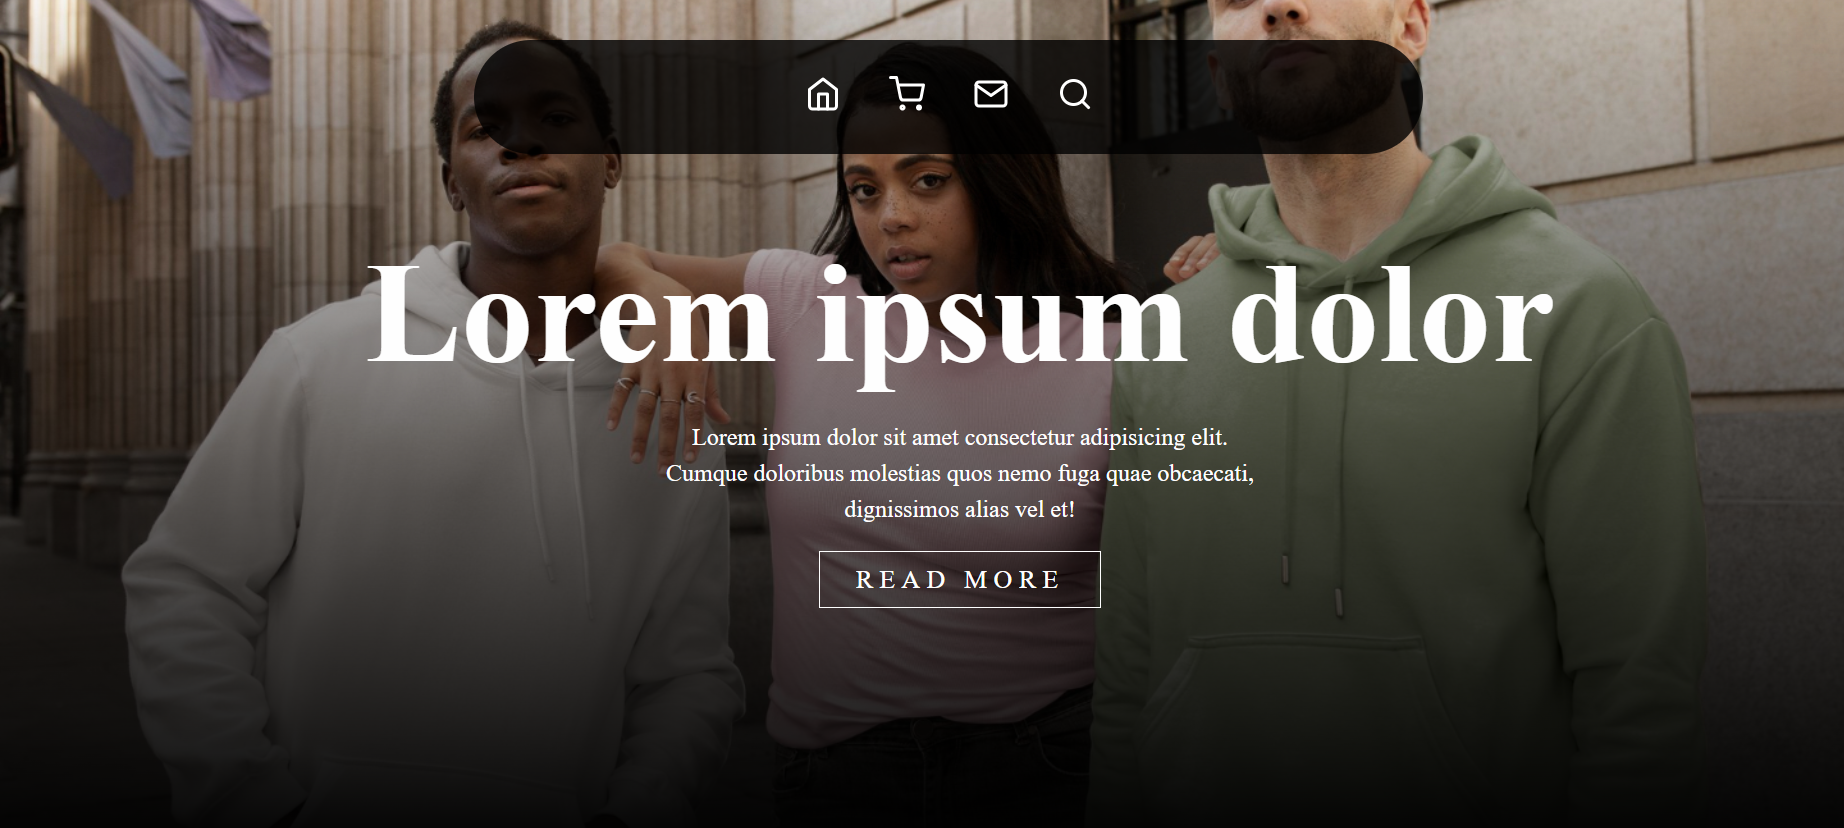 Lorem ipsum dolor
Lorem ipsum dolor sit amet consectetur adipisicing elit.
Cumque doloribus molestias quos nemo fuga quae obcaecati,
dignissimos alias vel et!
READ MORE